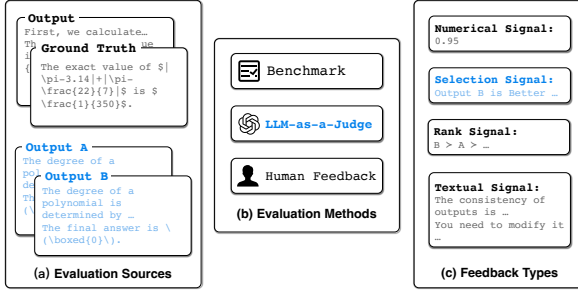 Output
First, we calculate…
Ground Truth
The exact value of $|
\pi-3.14|+|\pi-
\frac{22}{7}|$ is $
\frac{1}{350}$.
Output A
The degree of a
Output B
The degree of a
polynomial is
determined by …
The final answer is \
(\boxed{0}\).
(a) Evaluation Sources
Benchmark
LLM-as-a-Judge
Human Feedback
(b) Evaluation Methods
Numerical Signal:
0.95
Selection Signal:
Output B is Better …
Rank Signal:
B > A > …
Textual Signal:
The consistency of
outputs is …
You need to modify it
…
(c) Feedback Types